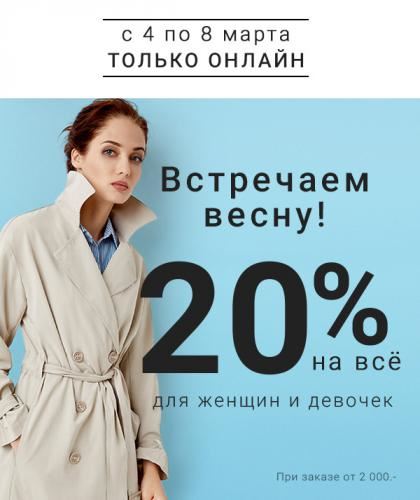 с 4 по 8 марта
ТОЛЬКО ОНЛАЙН
Встречаем
весну!
20%
на всё
для женщин и девочек
При заказе от 2 000.-